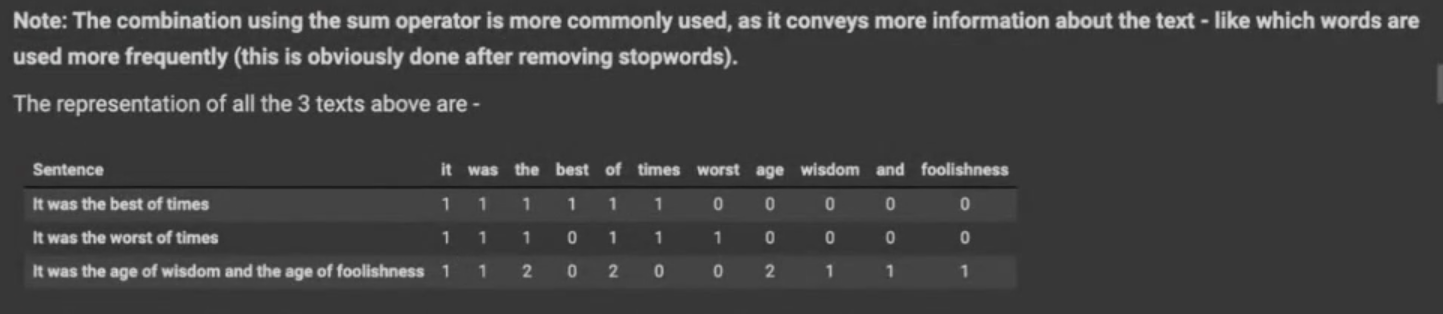 Note: The combination using the sum operator is more commonly used, as it conveys more information about the text - like which words are
used more frequently (this is obviously done after removing stopwords).
The representation of all the 3 texts above are -
Sentence it was the best of times worst age wisdom and foolishness
It was the best of times 1 1 1 1 1 1 0 0 0 0 0
It was the worst of times 1 1 1 0 1 1 1 0 0 0 0
It was the age of wisdom and the age of foolishness 1 1 2 0 2 0 0 2 1 1 1